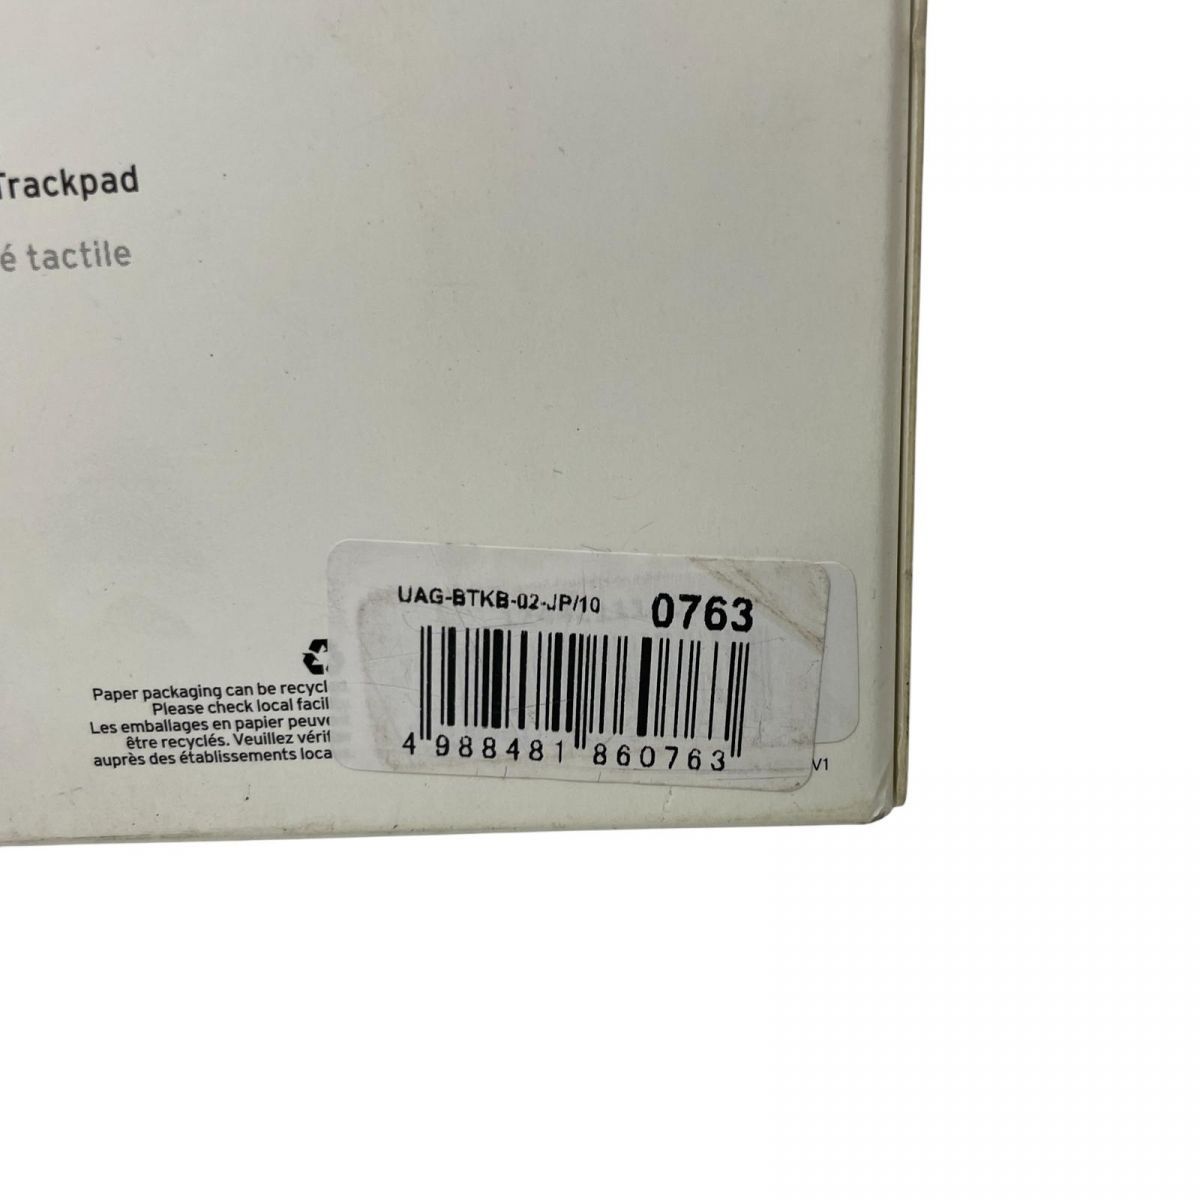 Trackpad
é tactile
UAG-BTKB-02-JP/10 0763
4 988481 860763
Paper packaging can be recycl
Please check local facil
Les emballages en papier peuve
être recyclés. Veuillez vérif
auprès des établissements loca
V1